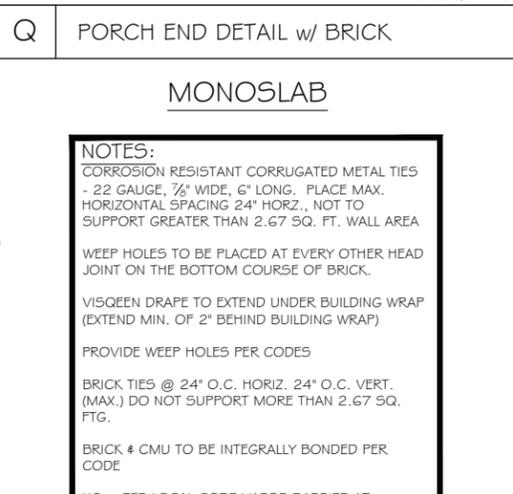 Q
PORCH END DETAIL w/ BRICK
MONOSLAB
NOTES:
CORROSION RESISTANT CORRUGATED METAL TIES
- 22 GAUGE, 7/8" WIDE, 6" LONG. PLACE MAX.
HORIZONTAL SPACING 24" HORZ., NOT TO
SUPPORT GREATER THAN 2.67 SQ. FT. WALL AREA
WEEP HOLES TO BE PLACED AT EVERY OTHER HEAD
JOINT ON THE BOTTOM COURSE OF BRICK.
VISQEEN DRAPE TO EXTEND UNDER BUILDING WRAP
(EXTEND MIN. OF 2" BEHIND BUILDING WRAP)
PROVIDE WEEP HOLES PER CODES
BRICK TIES @ 24" O.C. HORIZ. 24" O.C. VERT.
(MAX.) DO NOT SUPPORT MORE THAN 2.67 SQ.
FTG.
BRICK & CMU TO BE INTEGRALLY BONDED PER
CODE